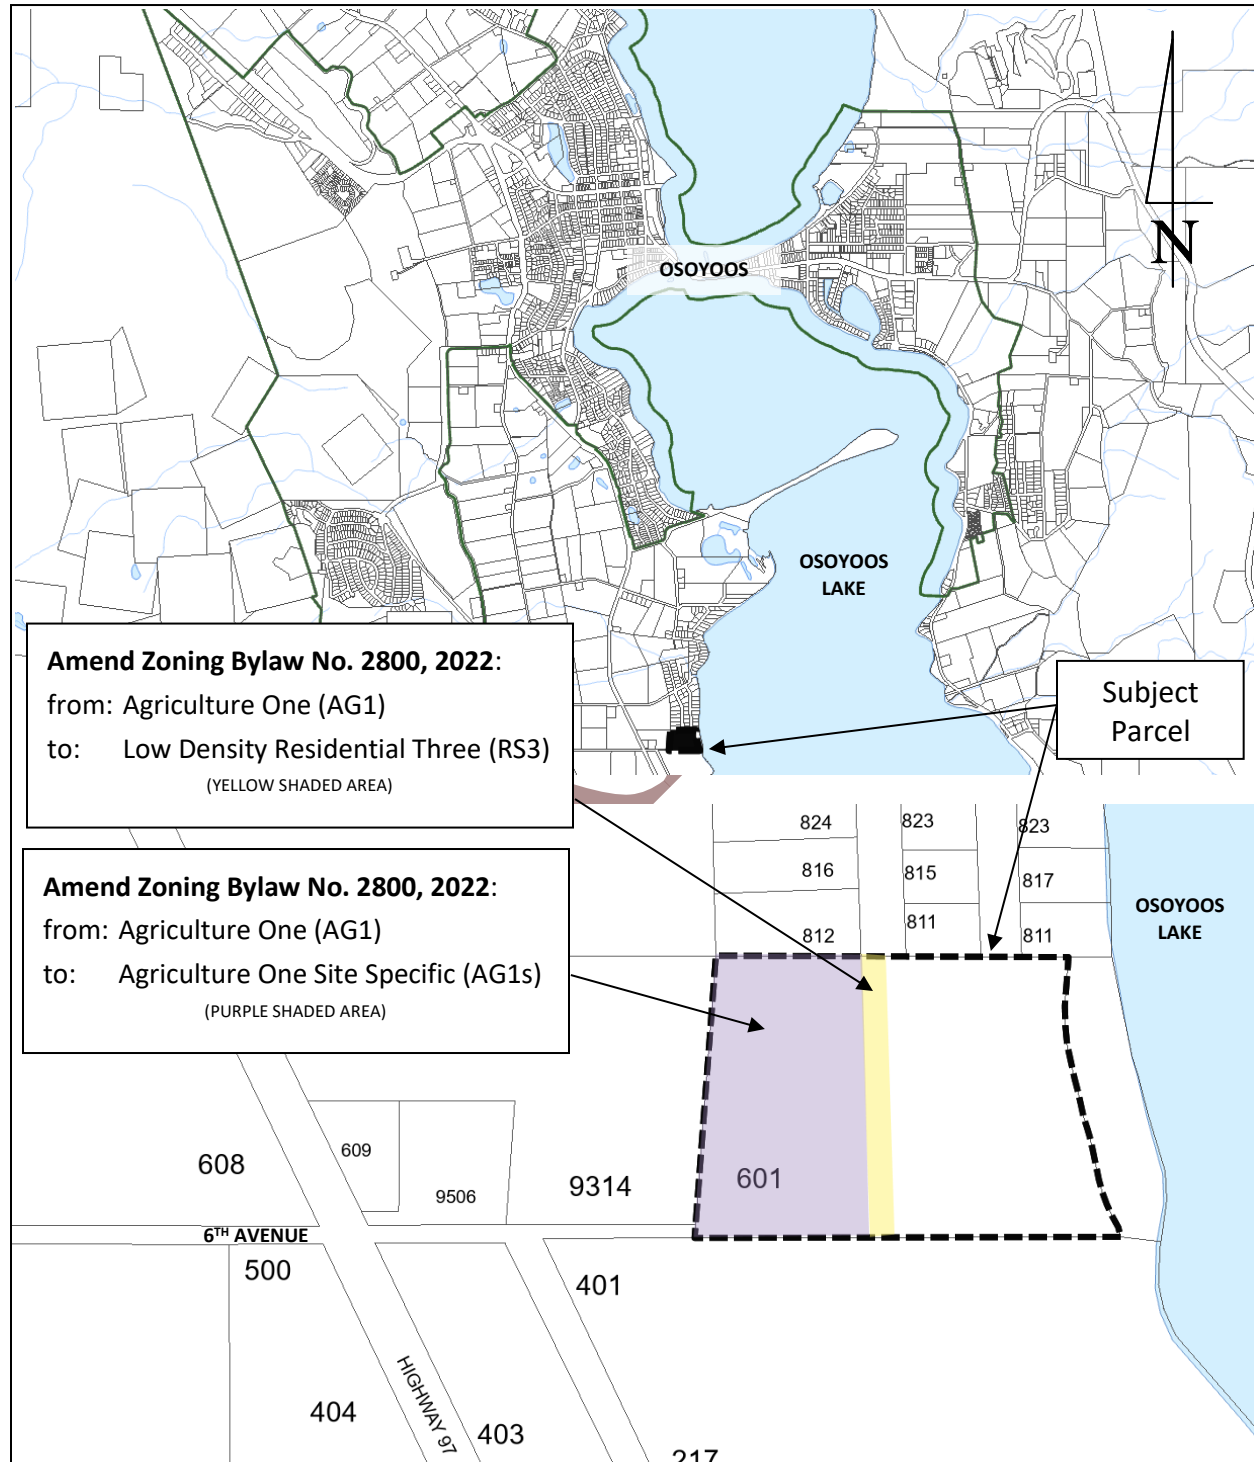 N
OSOYOOS
OSOYOOS
LAKE
Amend Zoning Bylaw No. 2800, 2022:
from: Agriculture One (AG1)
to: Low Density Residential Three (RS3)
(YELLOW SHADED AREA)
Subject
Parcel
Amend Zoning Bylaw No. 2800, 2022:
from: Agriculture One (AG1)
to: Agriculture One Site Specific (AG1s)
(PURPLE SHADED AREA)
824
823
823
816
815
817
812
811
811
OSOYOOS
LAKE
608
609
9506
9314
601
6TH AVENUE
500
401
HIGHWAY 97
404
403
217